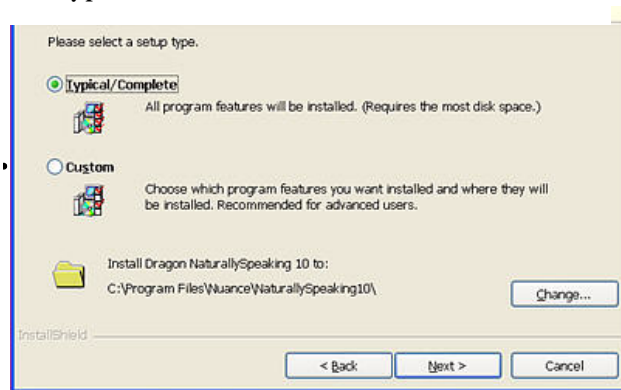 Please select a setup type.
Typical/Complete
All program features will be installed. (Requires the most disk space.)
Custom
Choose which program features you want installed and where they will
be installed. Recommended for advanced users.
Install Dragon NaturallySpeaking 10 to:
C:\Program Files\Nuance\NaturallySpeaking10\
Change...
InstallShield
< Back
Next >
Cancel